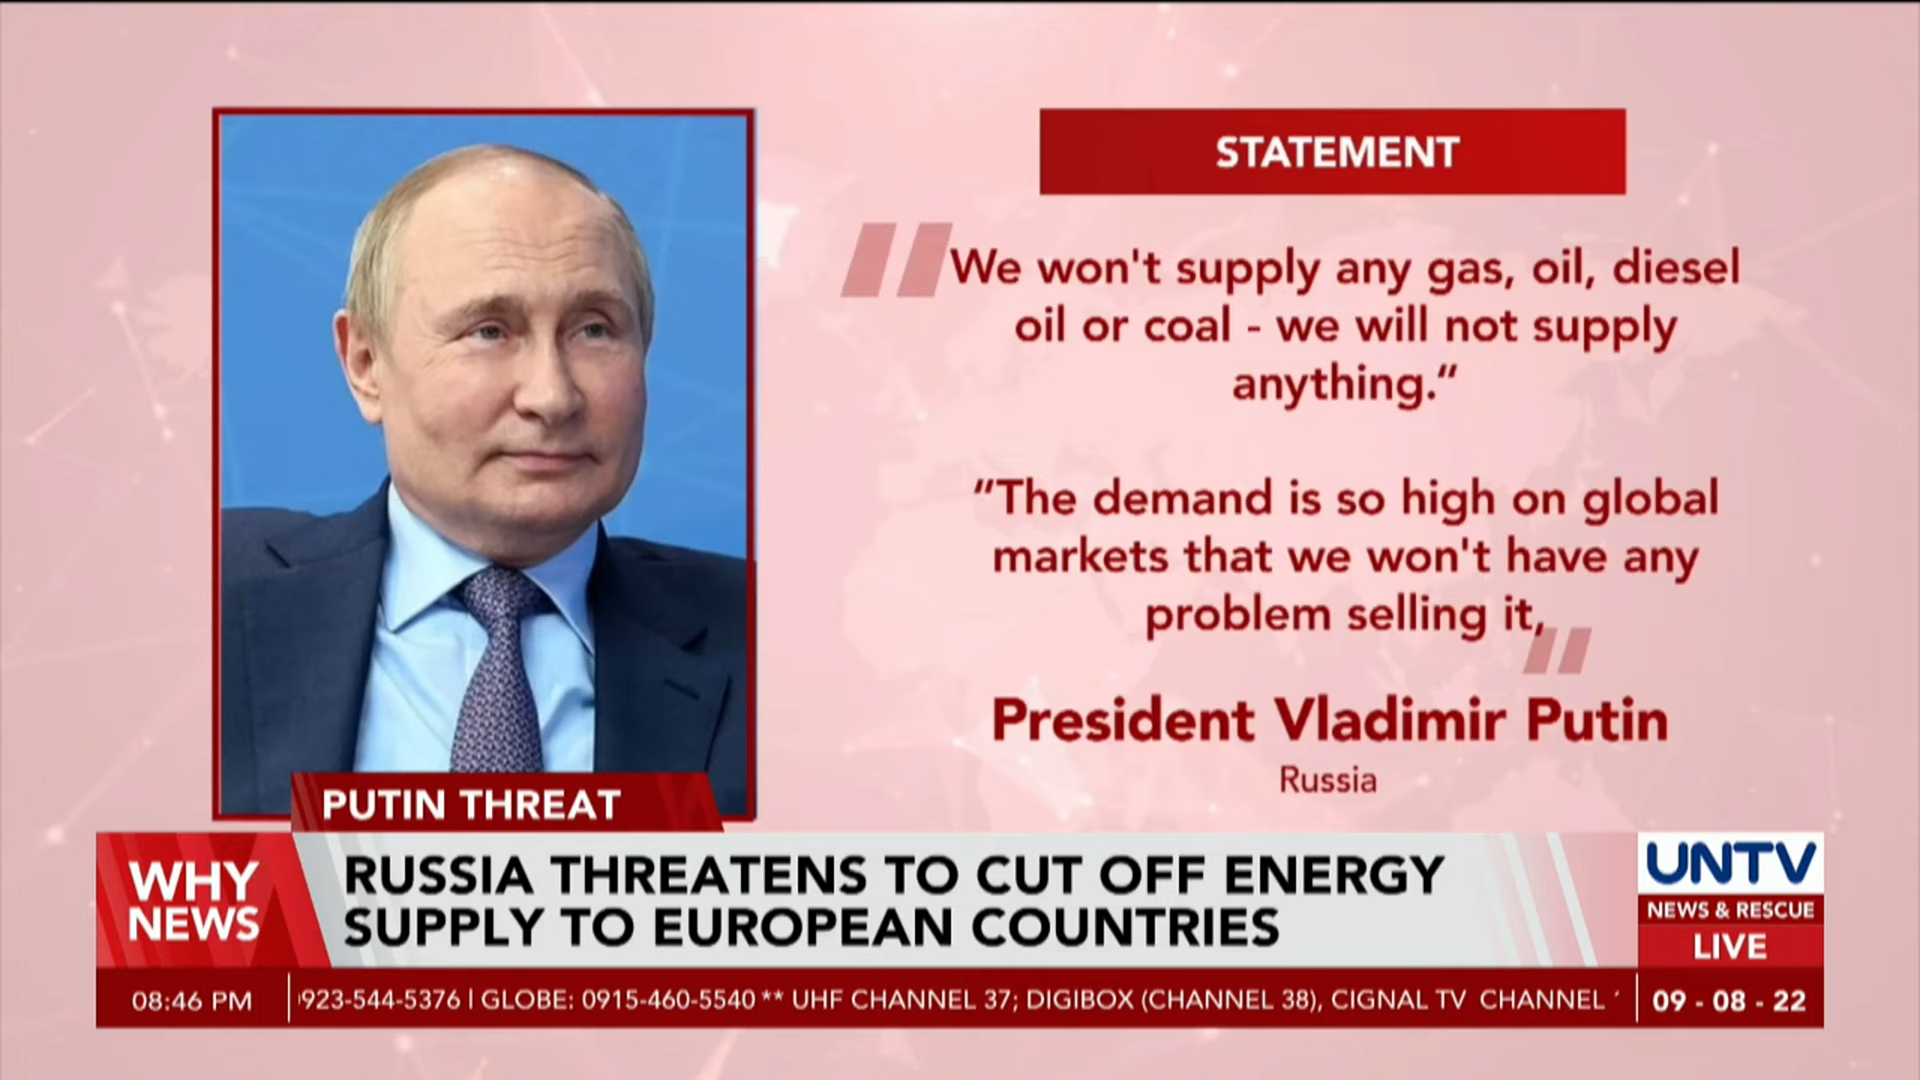 STATEMENT
We won't supply any gas, oil, diesel
oil or coal - we will not supply
anything.“
“The demand is so high on global
markets that we won't have any
problem selling it,
President Vladimir Putin
Russia
PUTIN THREAT
WHY
NEWS
RUSSIA THREATENS TO CUT OFF ENERGY
SUPPLY TO EUROPEAN COUNTRIES
UNTV
NEWS & RESCUE
LIVE
08:46 PM
923-544-5376 | GLOBE: 0915-460-5540 ** UHF CHANNEL 37; DIGIBOX (CHANNEL 38), CIGNAL TV CHANNEL
09 - 08 - 22